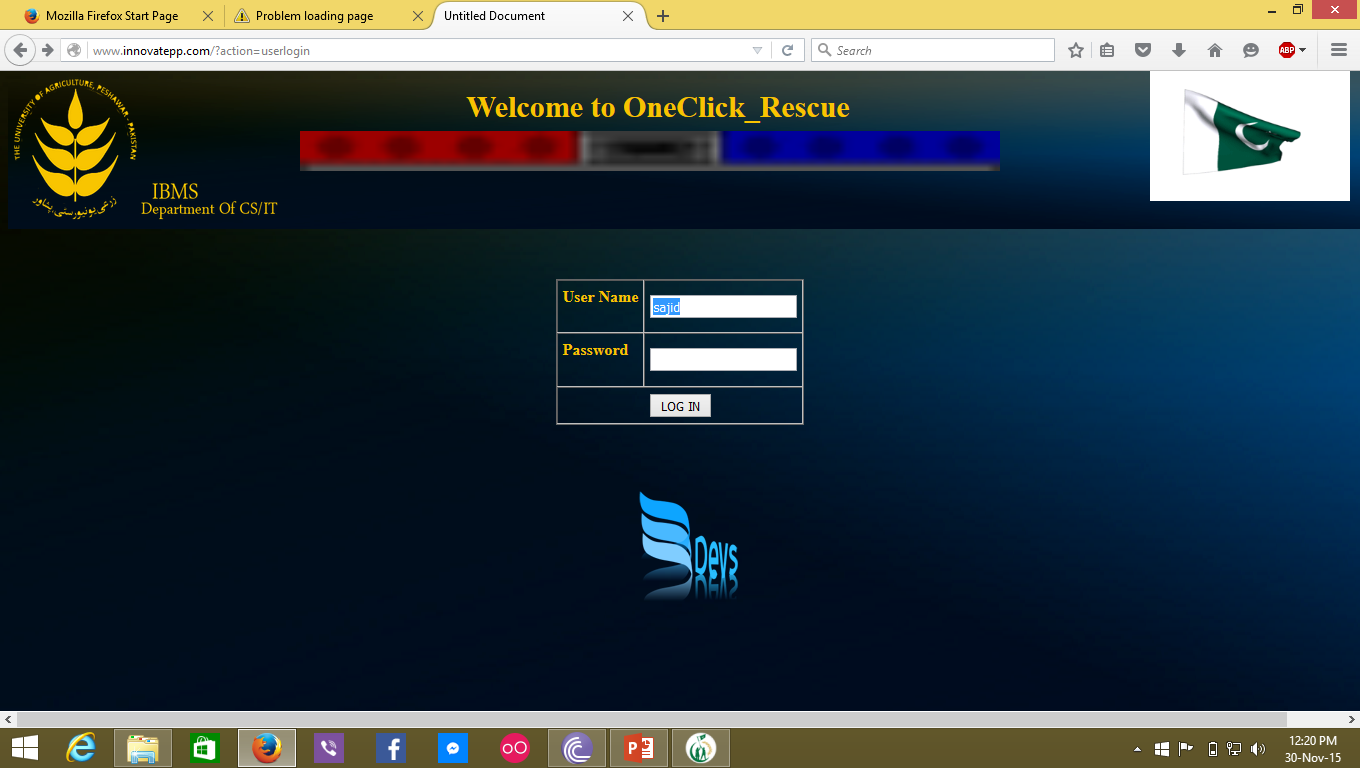 Mozilla Firefox Start Page
Problem loading page
Untitled Document
www.innovatepp.com/?action=userlogin
Search
ABP
THE UNIVERSITY OF AGRICULTURE, PESHAWAR - PAKISTAN
زرعی یونیورسٹی پشاور
IBMS
Department Of CS/IT
Welcome to OneClick_Rescue
User Name
sajid
Password
LOG IN
Devs
12:20 PM
30-Nov-15